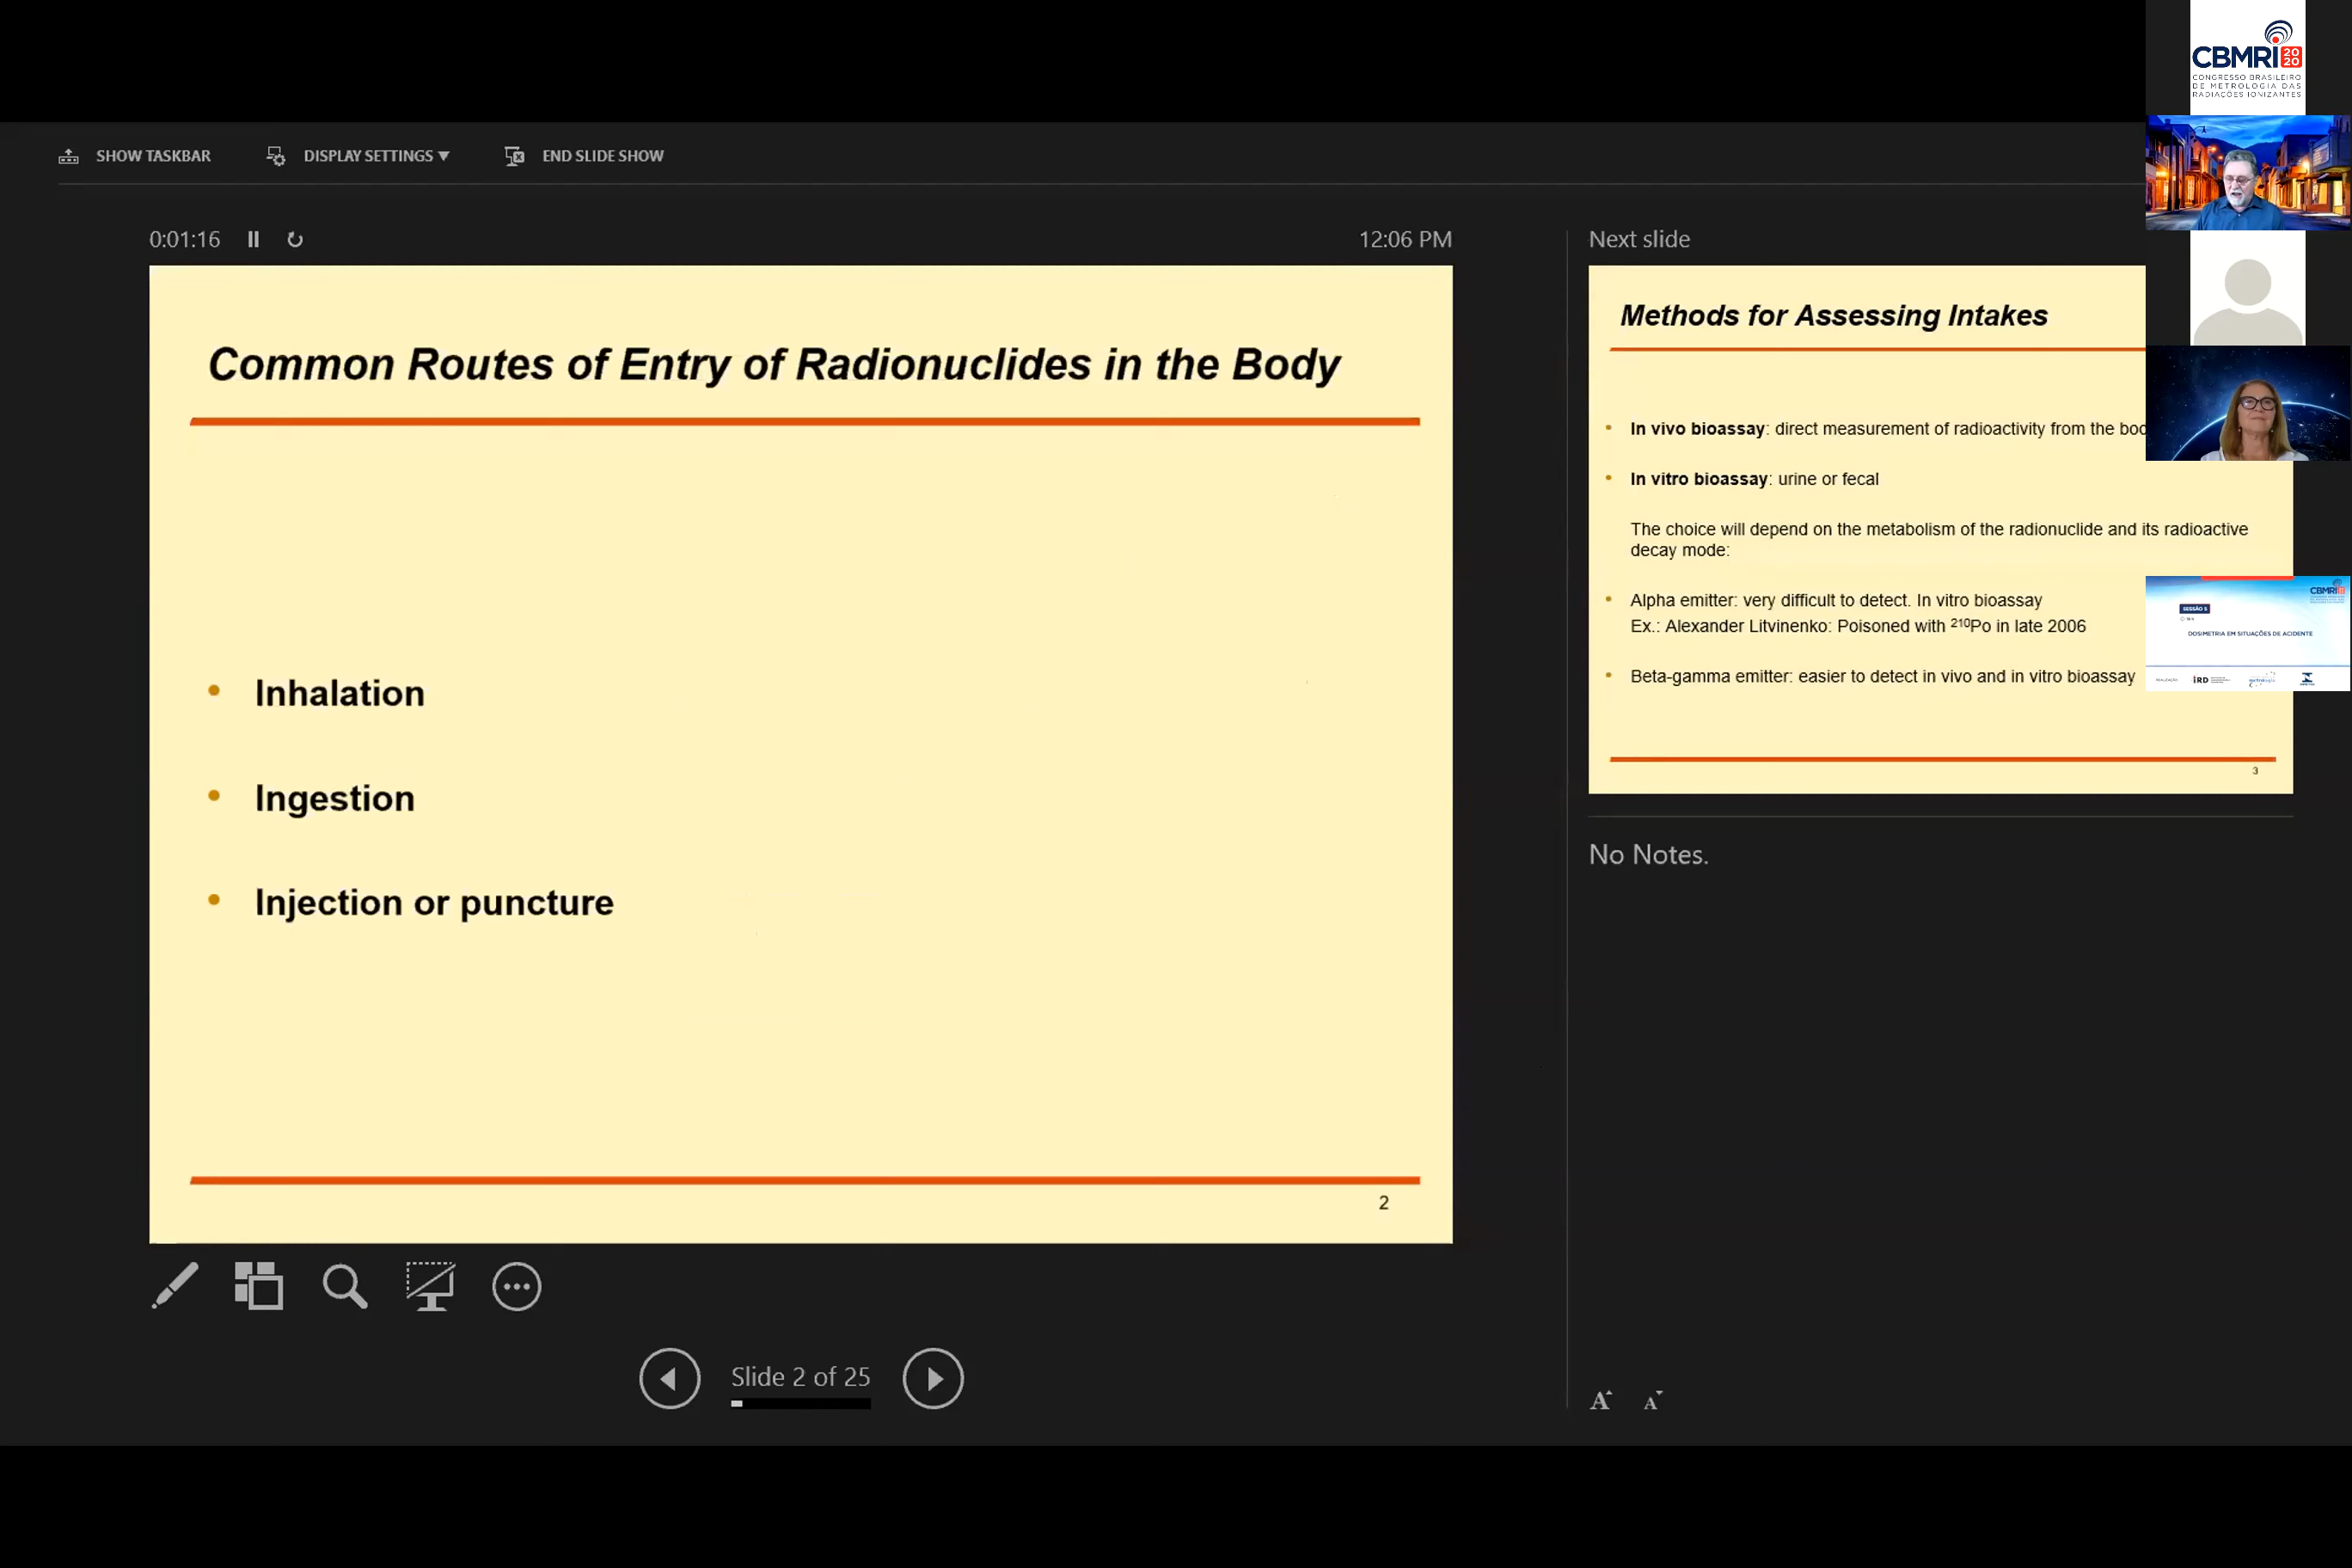 SHOW TASKBAR
DISPLAY SETTINGS
END SLIDE SHOW
0:01:16
12:06 PM
Common Routes of Entry of Radionuclides in the Body
• Inhalation
• Ingestion
• Injection or puncture
2
Slide 2 of 25
Next slide
Methods for Assessing Intakes
• In vivo bioassay: direct measurement of radioactivity from the
• In vitro bioassay: urine or fecal
The choice will depend on the metabolism of the radionuclide and its radioactive
decay mode:
• Alpha emitter: very difficult to detect. In vitro bioassay
Ex.: Alexander Litvinenko: Poisoned with ²¹⁰Po in late 2006
• Beta-gamma emitter: easier to detect in vivo and in vitro bioassay
3
No Notes.
A A
CBMRI 2020
CONGRESSO BRASILEIRO
DE METROLOGIA DAS
RADIAÇÕES IONIZANTES
CBMRI
SESSÃO 5
DOSIMETRIA EM SITUAÇÕES DE ACIDENTE
REALIZAÇÃO
IRD